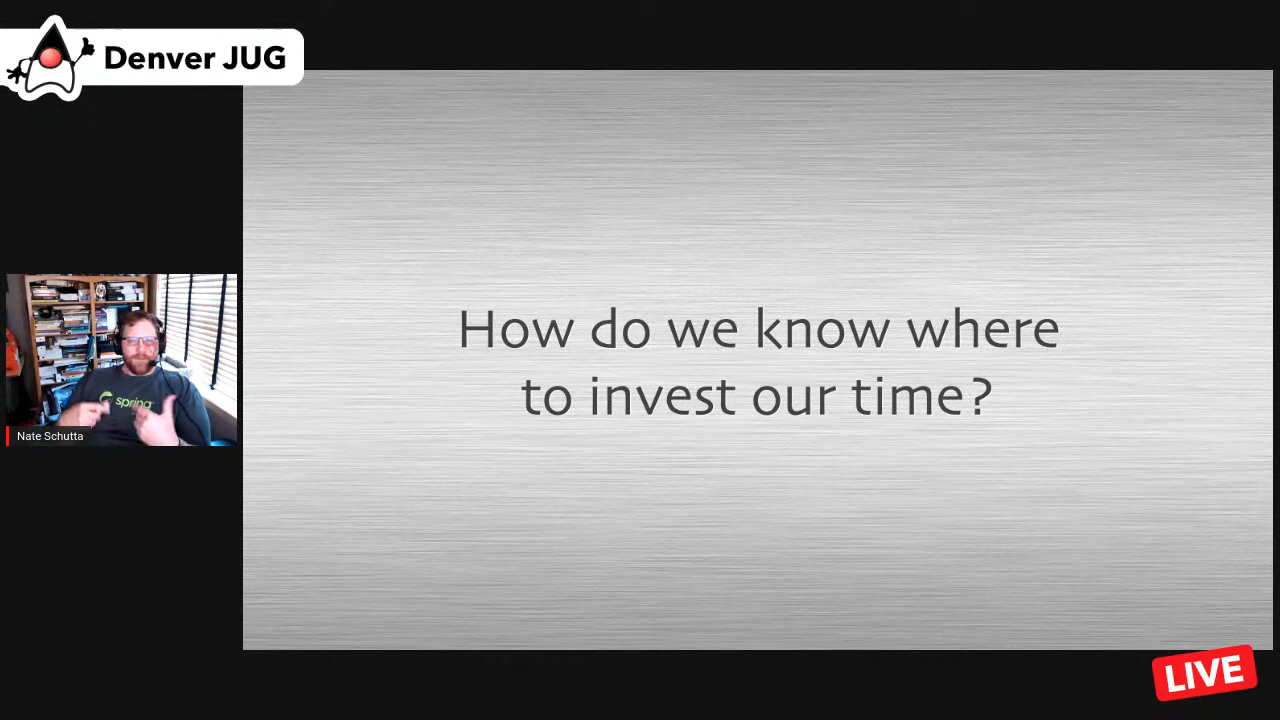 Denver JUG
How do we know where
to invest our time?
spring
Nate Schutta
LIVE